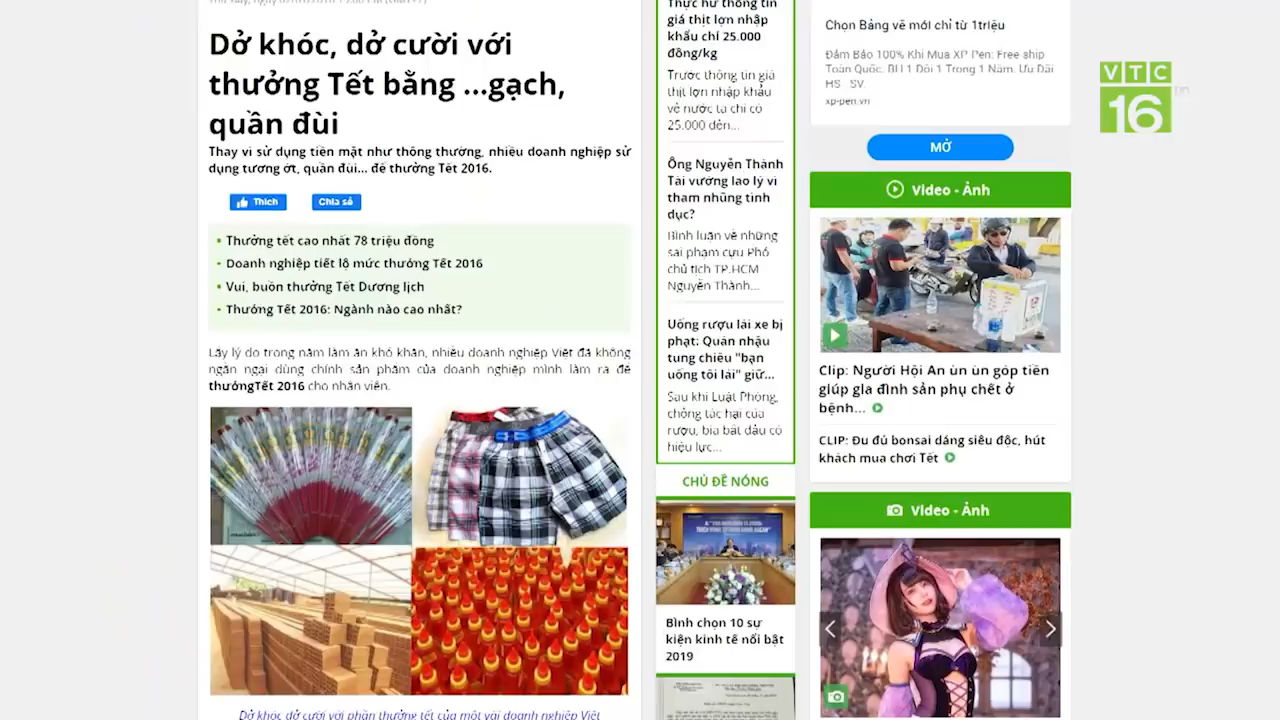 Dở khóc, dở cười với
thưởng Tết bằng ...gạch,
quần đùi
Thay vì sử dụng tiền mặt như thông thường, nhiều doanh nghiệp sử
dụng tương ớt, quần đùi... để thưởng Tết 2016.
Thích
Chia sẻ
Thưởng tết cao nhất 78 triệu đồng
Doanh nghiệp tiết lộ mức thưởng Tết 2016
Vui, buồn thưởng Tết Dương lịch
Thưởng Tết 2016: Ngành nào cao nhất?
Lấy lý do trong năm làm ăn khó khăn, nhiều doanh nghiệp Việt đã không
ngần ngại dùng chính sản phẩm của doanh nghiệp mình làm ra để
thưởngTết 2016 cho nhân viên.
Dở khóc dở cười với phần thưởng tết của một vài doanh nghiệp Việt
Thực hư thông tin
giá thịt lợn nhập
khẩu chỉ 25.000
đồng/kg
Trước thông tin giá
thịt lợn nhập khẩu
về nước ta chỉ có
25.000 đến...
Ông Nguyễn Thành
Tài vướng lao lý vì
tham nhũng tình
dục?
Bình luận về những
sai phạm cựu Phó
chủ tịch TP.HCM
Nguyễn Thành...
Uống rượu lái xe bị
phạt: Quán nhậu
tung chiêu "bạn
uống tôi lái" giữ...
Sau khi Luật Phòng,
chống tác hại của
rượu, bia bắt đầu có
hiệu lực...
CHỦ ĐỀ NÓNG
Bình chọn 10 sự
kiện kinh tế nổi bật
2019
Chọn Bảng vẽ mới chỉ từ 1triệu
Đảm Bảo 100% Khi Mua XP Pen: Free ship
Toàn Quốc, BH 1 Đổi 1 Trong 1 Năm, Ưu Đãi
HS - SV.
xp-pen.vn
MỞ
Video - Ảnh
Clip: Người Hội An ùn ùn góp tiền
giúp gia đình sản phụ chết ở
bệnh...
CLIP: Đu đủ bonsai dáng siêu độc, hút
khách mua chơi Tết
Video - Ảnh
VTC
16